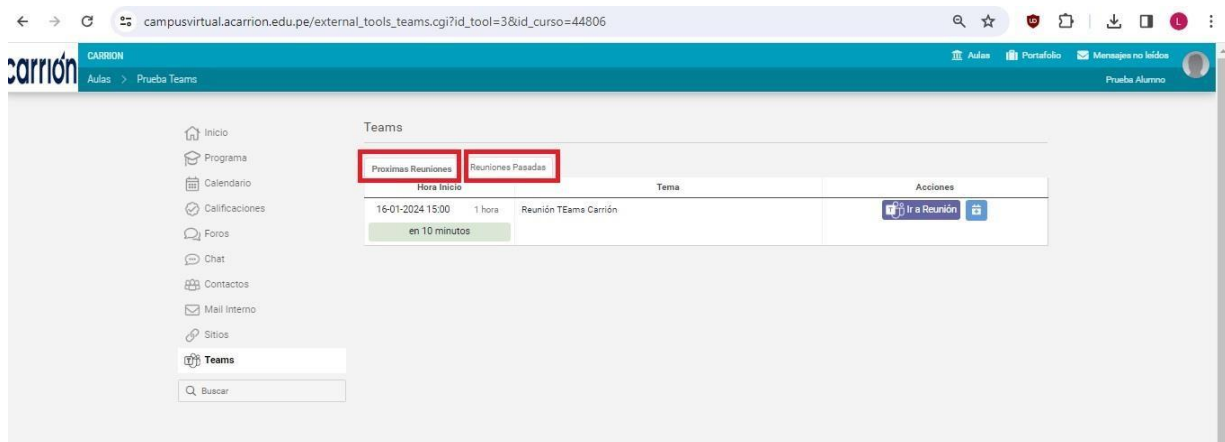 campusvirtual.acarrion.edu.pe/external_tools_teams.cgi?id_tool=3&id_curso=44806
L
carrión
CARRION
Aulas
Portafolio
Mensajes no leídos
Aulas > Prueba Teams
Prueba Alumno
Inicio
Programa
Calendario
Calificaciones
Foros
Chat
Contactos
Mail Interno
Sitios
Teams
Buscar
Teams
Proximas Reuniones
Reuniones Pasadas
Hora Inicio Tema Acciones
16-01-2024 15:00 1 hora Reunión TEams Carrión Ir a Reunión
en 10 minutos